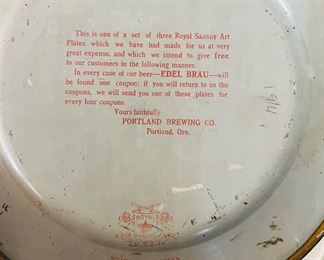 This is one of a set of three Royal Saxony Art
Plates which we have had made for us at very
great expense, and which we intend to give free
to our customers in the following manner.
In every case of our beer—EDEL BRAU—will
be found one coupon; if you will return to us the
coupons, we will send you one of these plates for
every four coupons.
Yours faithfully
PORTLAND BREWING CO.
Portland, Ore.
ROYAL